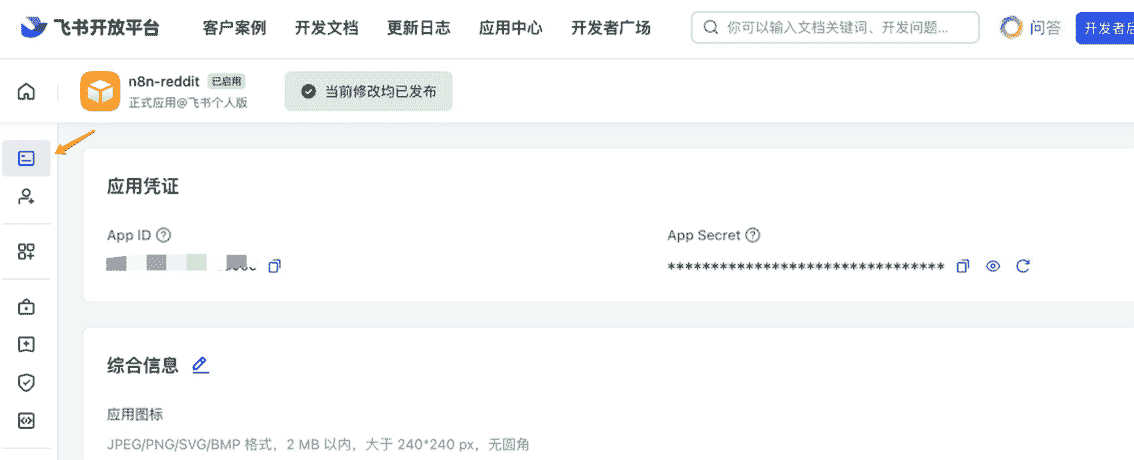 飞书开放平台 客户案例 开发文档 更新日志 应用中心 开发者广场 你可以输入文档关键词、开发问题... 问答 开发者后
n8n-reddit 已启用 当前修改均已发布
正式应用@飞书个人版
应用凭证
App ID App Secret
********************************
综合信息
应用图标
JPEG/PNG/SVG/BMP 格式，2 MB 以内，大于 240*240 px，无圆角